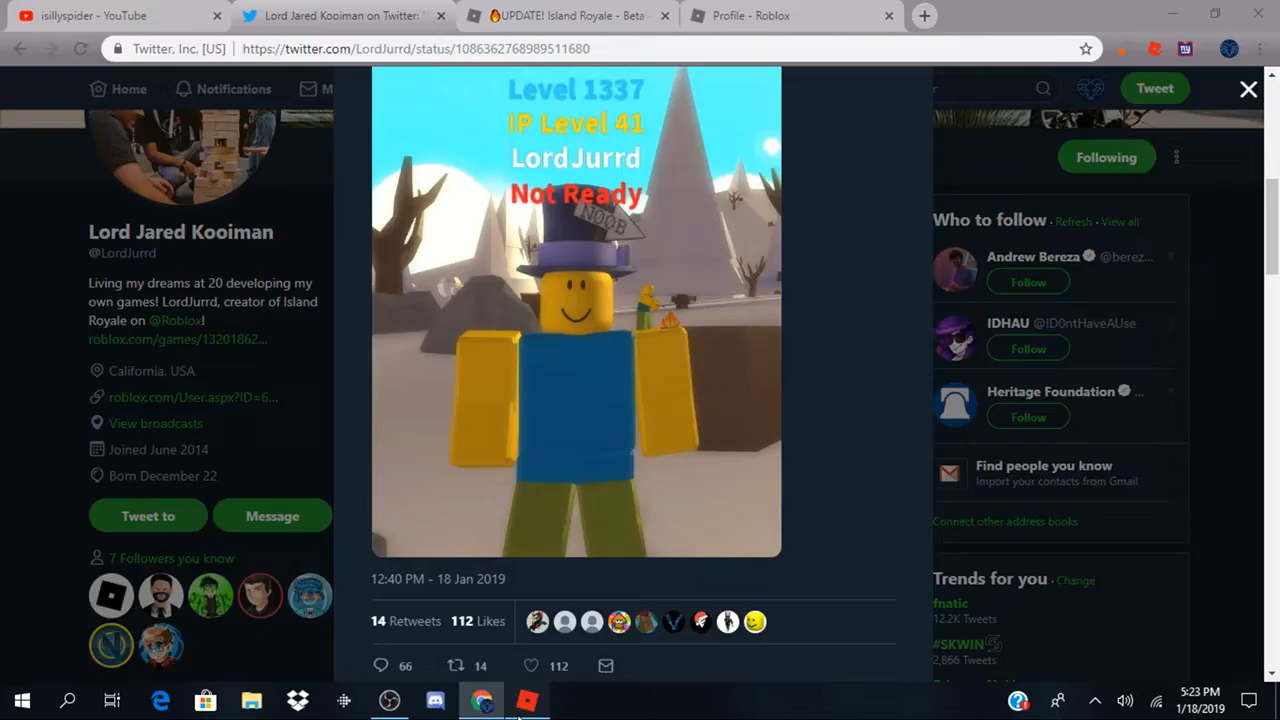 isillyspider - YouTube
Lord Jared Kooiman on Twitter: "
UPDATE! Island Royale - Beta
Profile - Roblox
Twitter, Inc. [US]
https://twitter.com/LordJurrd/status/1086362768989511680
Home
Notifications
M
r
Tweet
Following
Level 1337
IP Level 41
LordJurrd
Not Ready
NOOB
Lord Jared Kooiman
@LordJurrd
Living my dreams at 20 developing my
own games! LordJurrd, creator of Island
Royale on @Roblox!
roblox.com/games/13201862...
California, USA
roblox.com/User.aspx?ID=6...
View broadcasts
Joined June 2014
Born December 22
Tweet to
Message
7 Followers you know
12:40 PM - 18 Jan 2019
14 Retweets 112 Likes
66
14
112
Who to follow · Refresh · View all
Andrew Bereza @berez...
Follow
IDHAU @ID0ntHaveAUse
Follow
Heritage Foundation ...
Follow
Find people you know
Import your contacts from Gmail
Connect other address books
Trends for you · Change
fnatic
12.2K Tweets
#SKWIN
2,866 Tweets
5:23 PM
1/18/2019